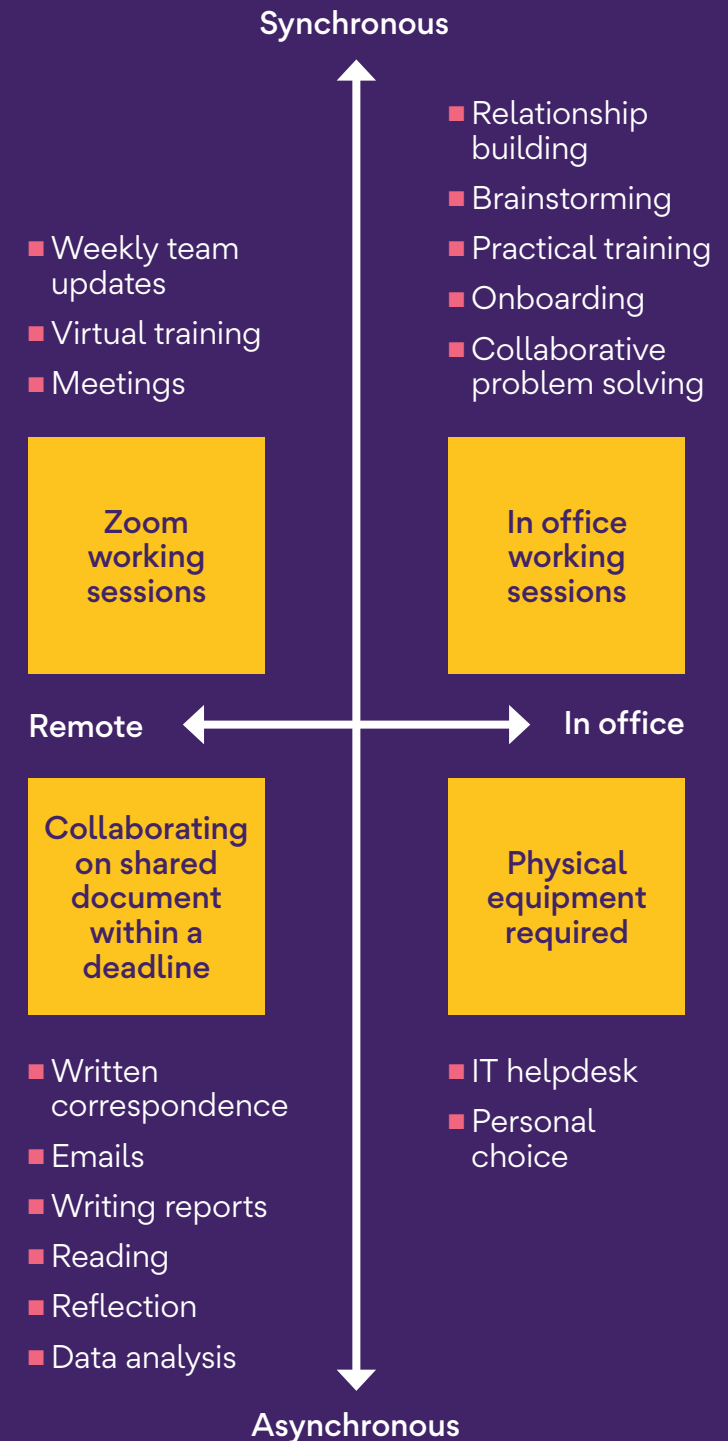 Synchronous
Weekly team
updates
Virtual training
Meetings
Relationship
building
Brainstorming
Practical training
Onboarding
Collaborative
problem solving
Zoom
working
sessions
In office
working
sessions
Remote
In office
Collaborating
on shared
document
within a
deadline
Physical
equipment
required
Written
correspondence
Emails
Writing reports
Reading
Reflection
Data analysis
IT helpdesk
Personal
choice
Asynchronous